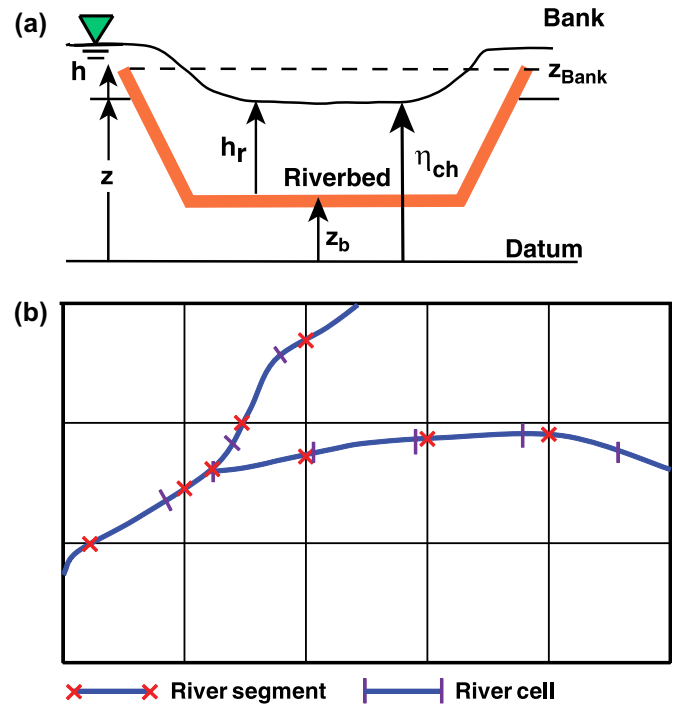 (a)
Bank
h
z_Bank
h_r
η_ch
z
Riverbed
z_b
Datum
(b)
River segment
River cell